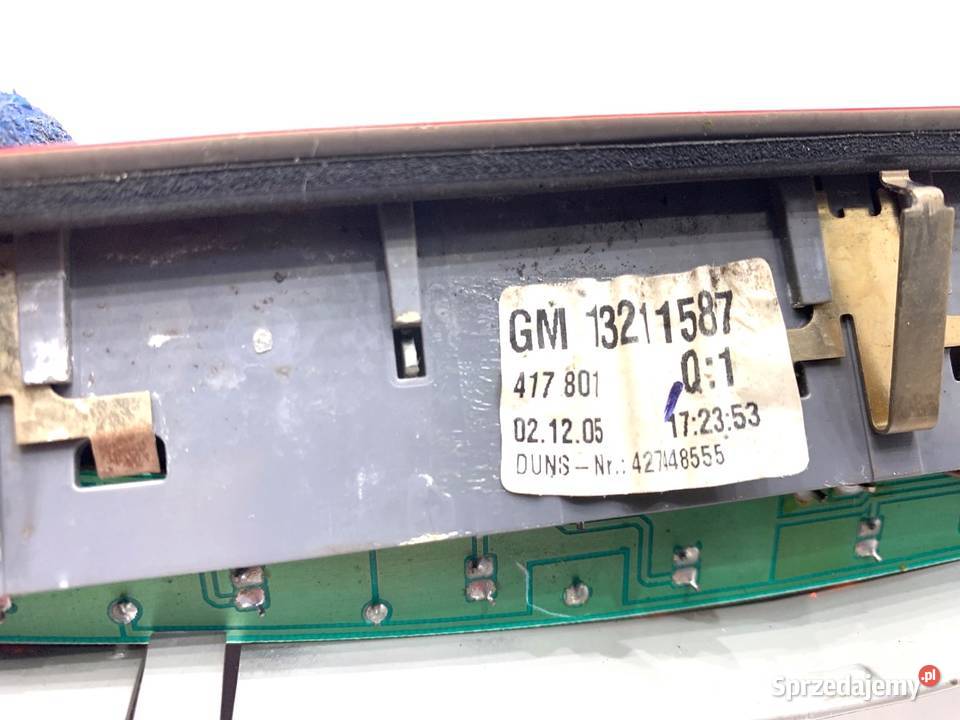 GM 13211587
417 801 Q:1
02.12.05 17:23:53
DUNS-Nr.: 427448555
Sprzedajemy.pl